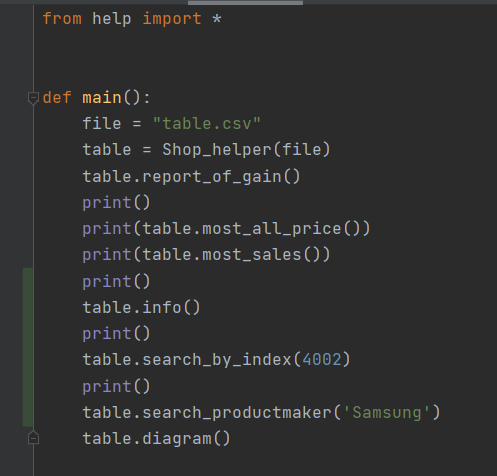 from help import *
def main():
    file = "table.csv"
    table = Shop_helper(file)
    table.report_of_gain()
    print()
    print(table.most_all_price())
    print(table.most_sales())
    print()
    table.info()
    print()
    table.search_by_index(4002)
    print()
    table.search_productmaker('Samsung')
    table.diagram()